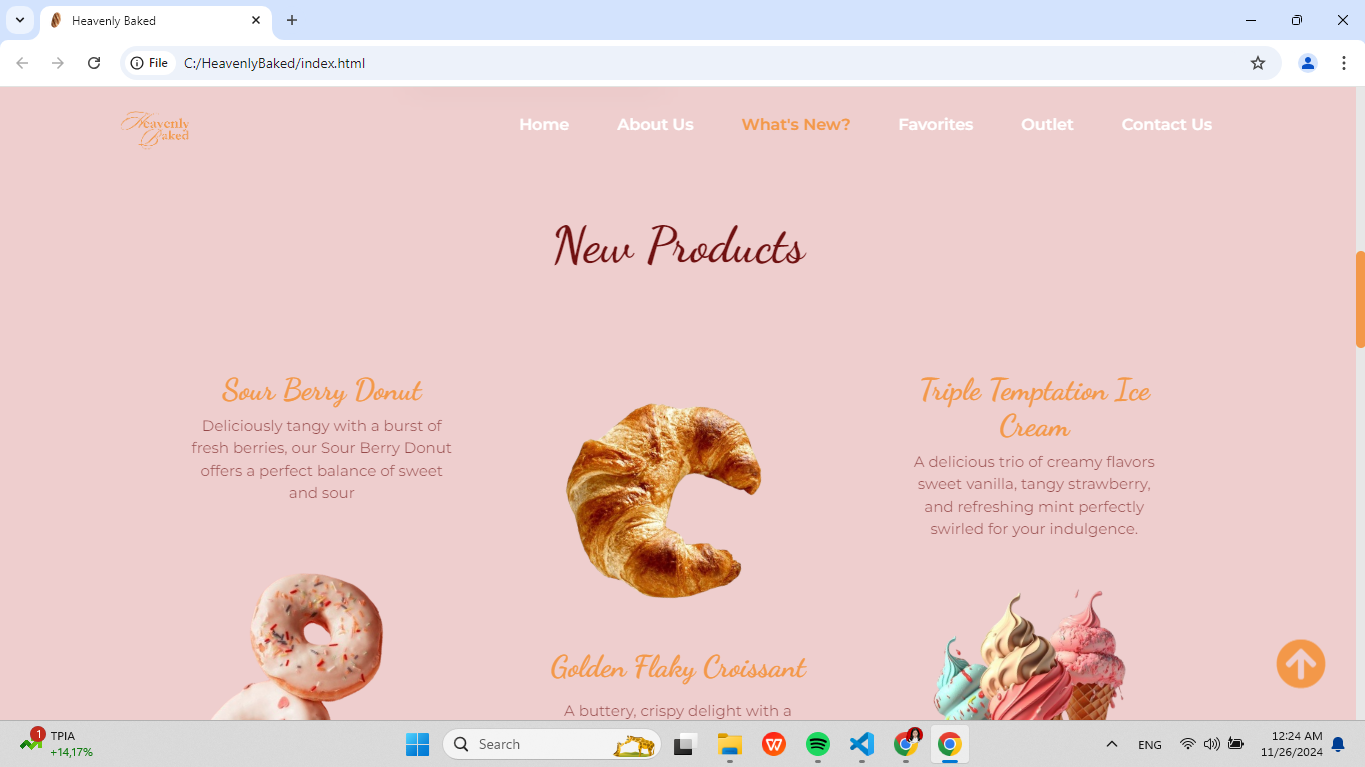 Heavenly Baked
File
C:/HeavenlyBaked/index.html
Heavenly
Baked
Home
About Us
What's New?
Favorites
Outlet
Contact Us
New Products
Sour Berry Donut
Deliciously tangy with a burst of
fresh berries, our Sour Berry Donut
offers a perfect balance of sweet
and sour
Golden Flaky Croissant
A buttery, crispy delight with a
Triple Temptation Ice
Cream
A delicious trio of creamy flavors
sweet vanilla, tangy strawberry,
and refreshing mint perfectly
swirled for your indulgence.
1
TPIA
+14,17%
Search
W
ENG
12:24 AM
11/26/2024